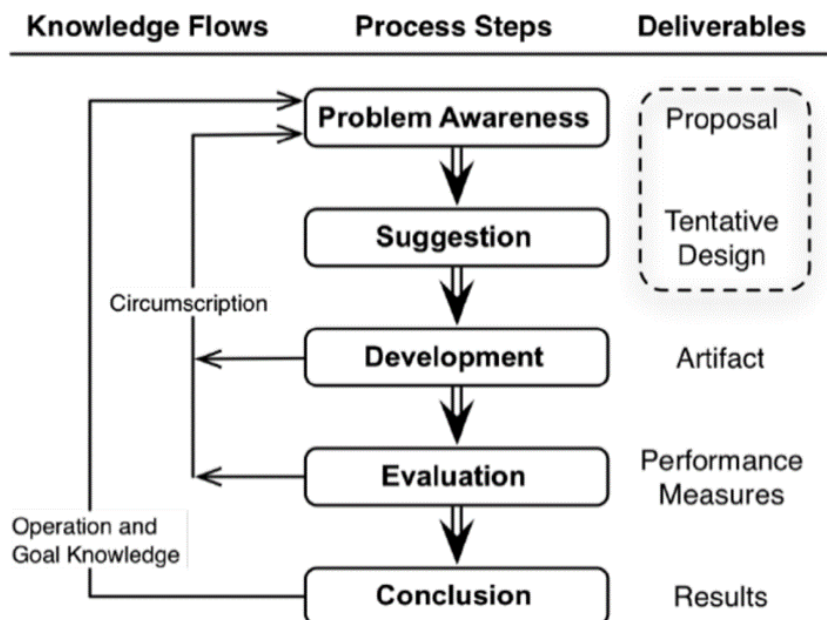 Knowledge Flows Process Steps Deliverables
Problem Awareness
Proposal
Suggestion
Tentative
Design
Circumscription
Development
Artifact
Evaluation
Performance
Measures
Operation and
Goal Knowledge
Conclusion
Results